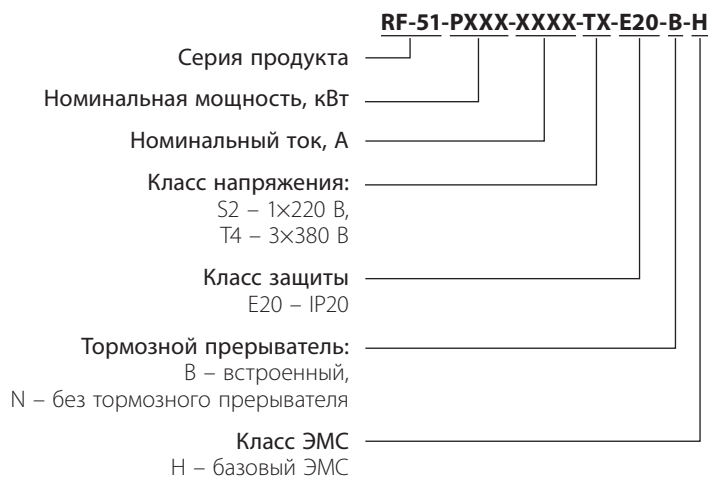 RF-51-PXXX-XXXX-TX-E20-B-H
Серия продукта
Номинальная мощность, кВт
Номинальный ток, А
Класс напряжения:
S2 – 1×220 В,
T4 – 3×380 В
Класс защиты
E20 – IP20
Тормозной прерыватель:
B – встроенный,
N – без тормозного прерывателя
Класс ЭМС
H – базовый ЭМС